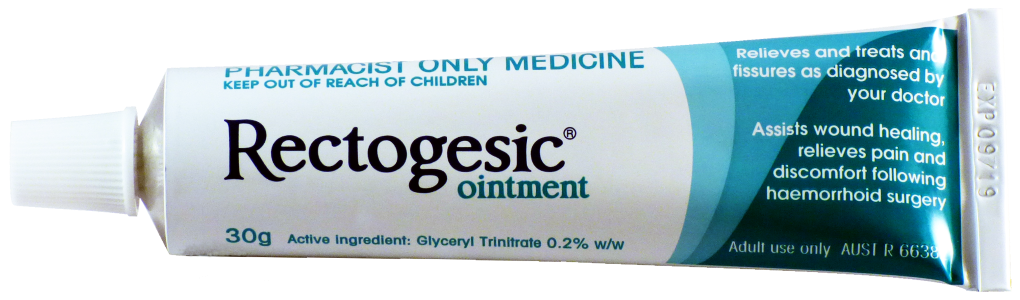 PHARMACIST ONLY MEDICINE
KEEP OUT OF REACH OF CHILDREN
Rectogesic®
ointment
30g Active ingredient: Glyceryl Trinitrate 0.2% w/w
Relieves and treats
fissures as diagnosed by
your doctor
Assists wound healing,
relieves pain and
discomfort following
haemorrhoid surgery
Adult use only AUST R
EXP 09/19